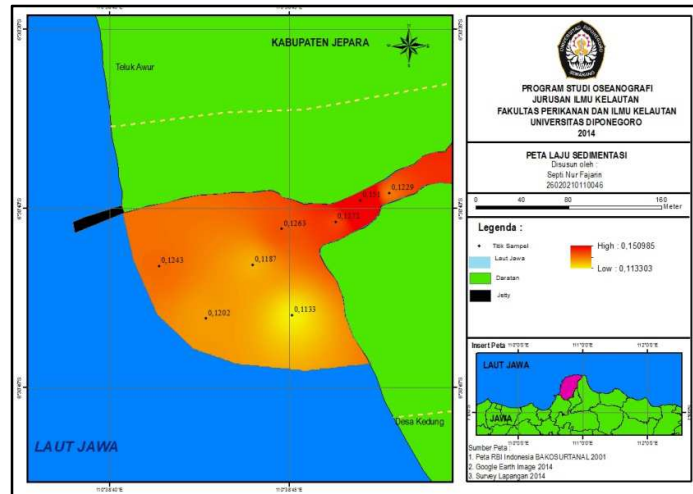 KABUPATEN JEPARA
Teluk Awur
0,1229
0,1263
0,1187
0,1243
0,1202
0,1133
Desa Kedung
LAUT JAWA
UNIVERSITAS DIPONEGORO
SEMARANG
PROGRAM STUDI OSEANOGRAFI
JURUSAN ILMU KELAUTAN
FAKULTAS PERIKANAN DAN ILMU KELAUTAN
UNIVERSITAS DIPONEGORO
2014
PETA LAJU SEDIMENTASI
Disusun oleh :
Septi Nur Fajarin
26020210110046
0 40 80 160
Meter
Legenda :
Titik Sampel
Laut Jawa
Daratan
Jetty
High : 0,150985
Low : 0,113303
Insert Peta
LAUT JAWA
JAWA
Sumber Peta :
1. Peta RBI Indonesia BAKOSURTANAL 2001
2. Google Earth Image 2014
3. Survey Lapangan 2014